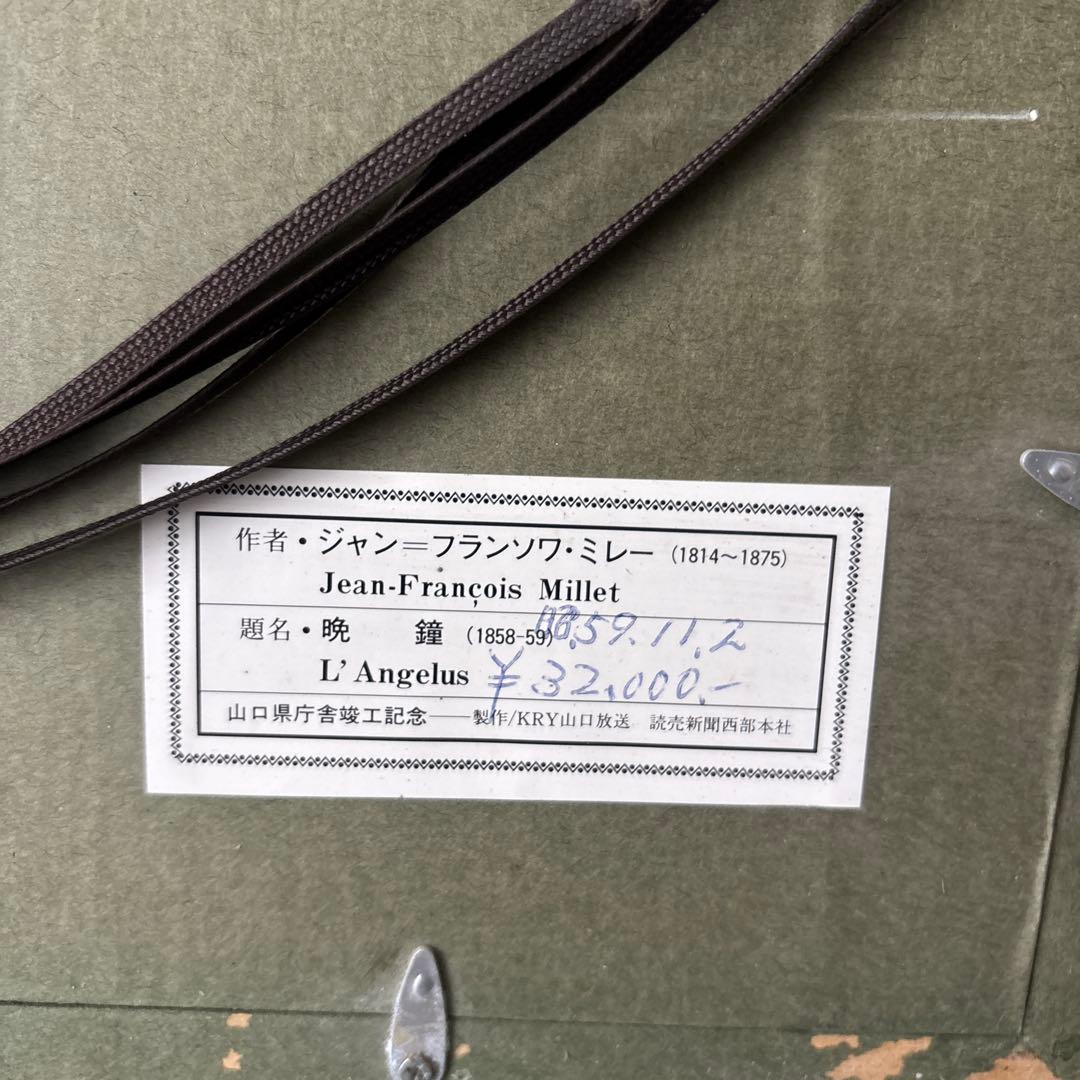 作者・ジャン＝フランソワ・ミレー（1814～1875）
Jean-François Millet
題名・晩　鐘（1858-59）昭59.11.2
L'Angelus ¥32,000.-
山口県庁舎竣工記念──製作/KRY山口放送　読売新聞西部本社